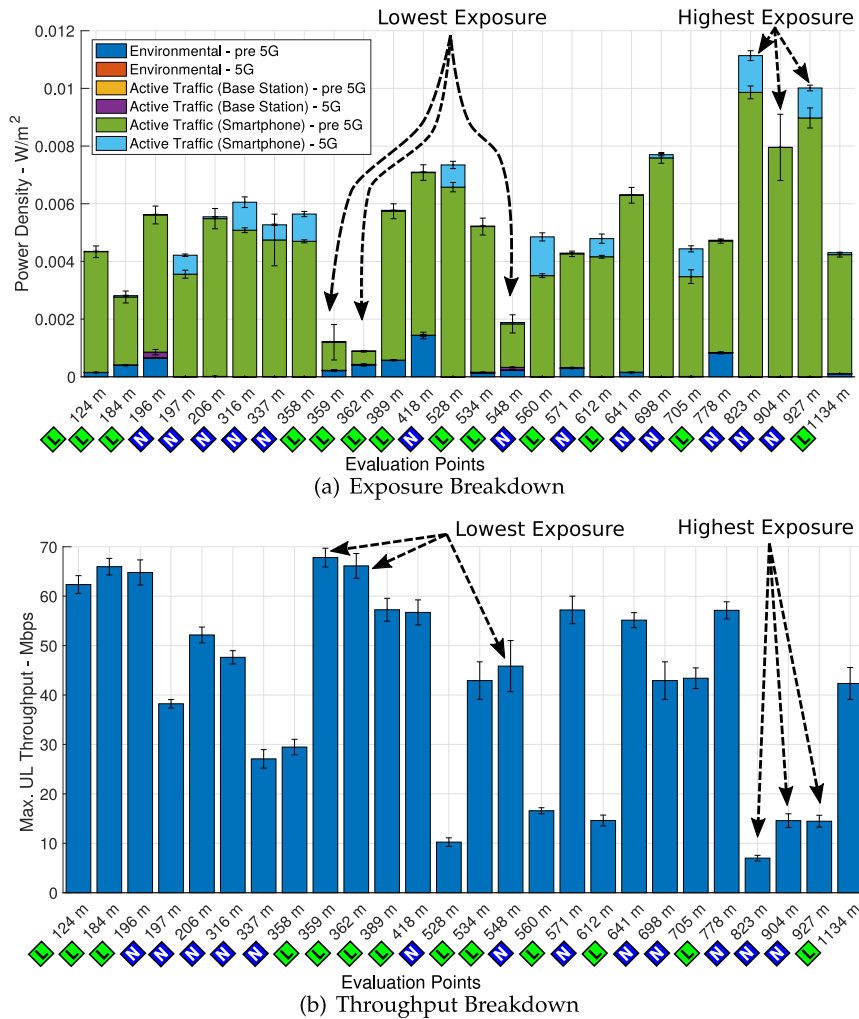 Lowest Exposure
Highest Exposure
0.012
0.01
0.008
0.006
0.004
0.002
0
Power Density - W/m²
Environmental - pre 5G
Environmental - 5G
Active Traffic (Base Station) - pre 5G
Active Traffic (Base Station) - 5G
Active Traffic (Smartphone) - pre 5G
Active Traffic (Smartphone) - 5G
124 m 184 m 196 m 197 m 206 m 316 m 337 m 358 m 359 m 362 m 389 m 418 m 528 m 534 m 548 m 560 m 571 m 612 m 641 m 698 m 705 m 778 m 823 m 904 m 927 m 1134 m
L L L N N N N N L L L L N L L N L N L N N L N N N L
Evaluation Points
(a) Exposure Breakdown
Lowest Exposure
Highest Exposure
70
60
50
40
30
20
10
0
Max. UL Throughput - Mbps
124 m 184 m 196 m 197 m 206 m 316 m 337 m 358 m 359 m 362 m 389 m 418 m 528 m 534 m 548 m 560 m 571 m 612 m 641 m 698 m 705 m 778 m 823 m 904 m 927 m 1134 m
L L L N N N N N L L L L N L L N L N L N N L N N N L
Evaluation Points
(b) Throughput Breakdown